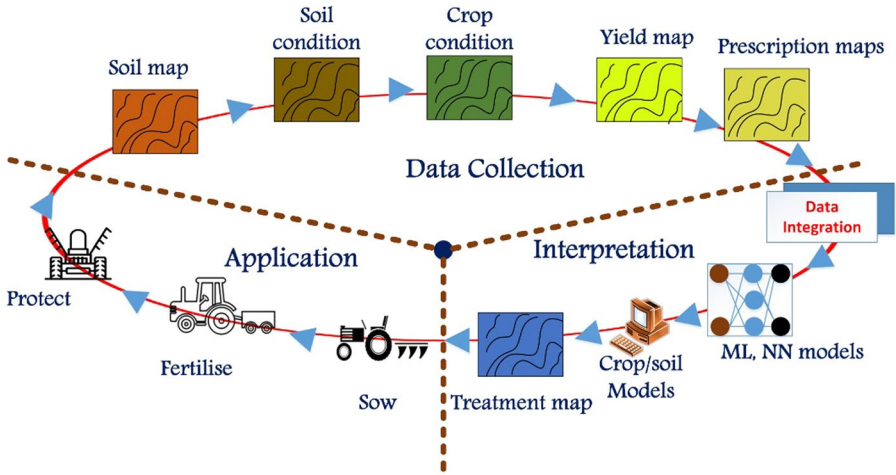 Soil map
Soil
condition
Crop
condition
Yield map
Prescription maps
Data Collection
Data
Integration
Application
Interpretation
Protect
Fertilise
Sow
Treatment map
Crop/soil
Models
ML, NN models